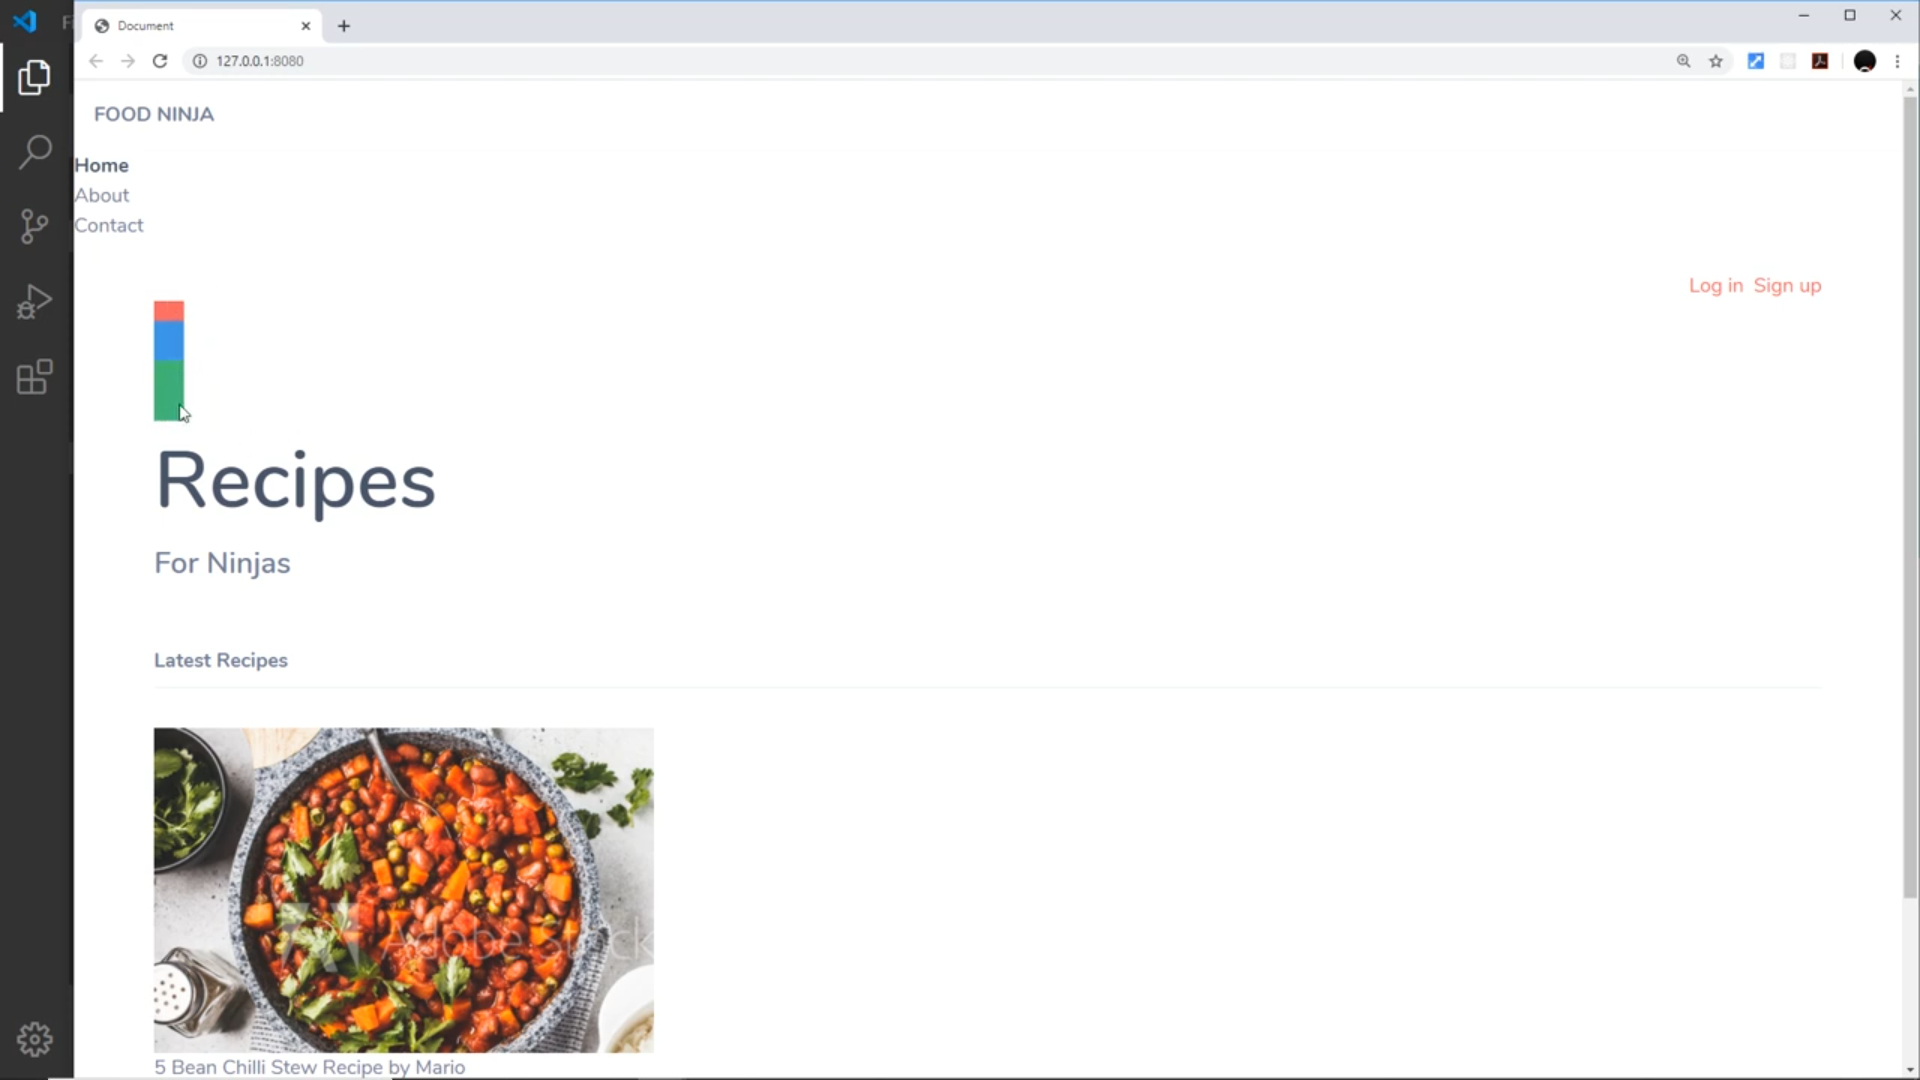 Document
127.0.0.1:8080
FOOD NINJA
Home
About
Contact
Log in Sign up
Recipes
For Ninjas
Latest Recipes
Adobe Stock
5 Bean Chilli Stew Recipe by Mario